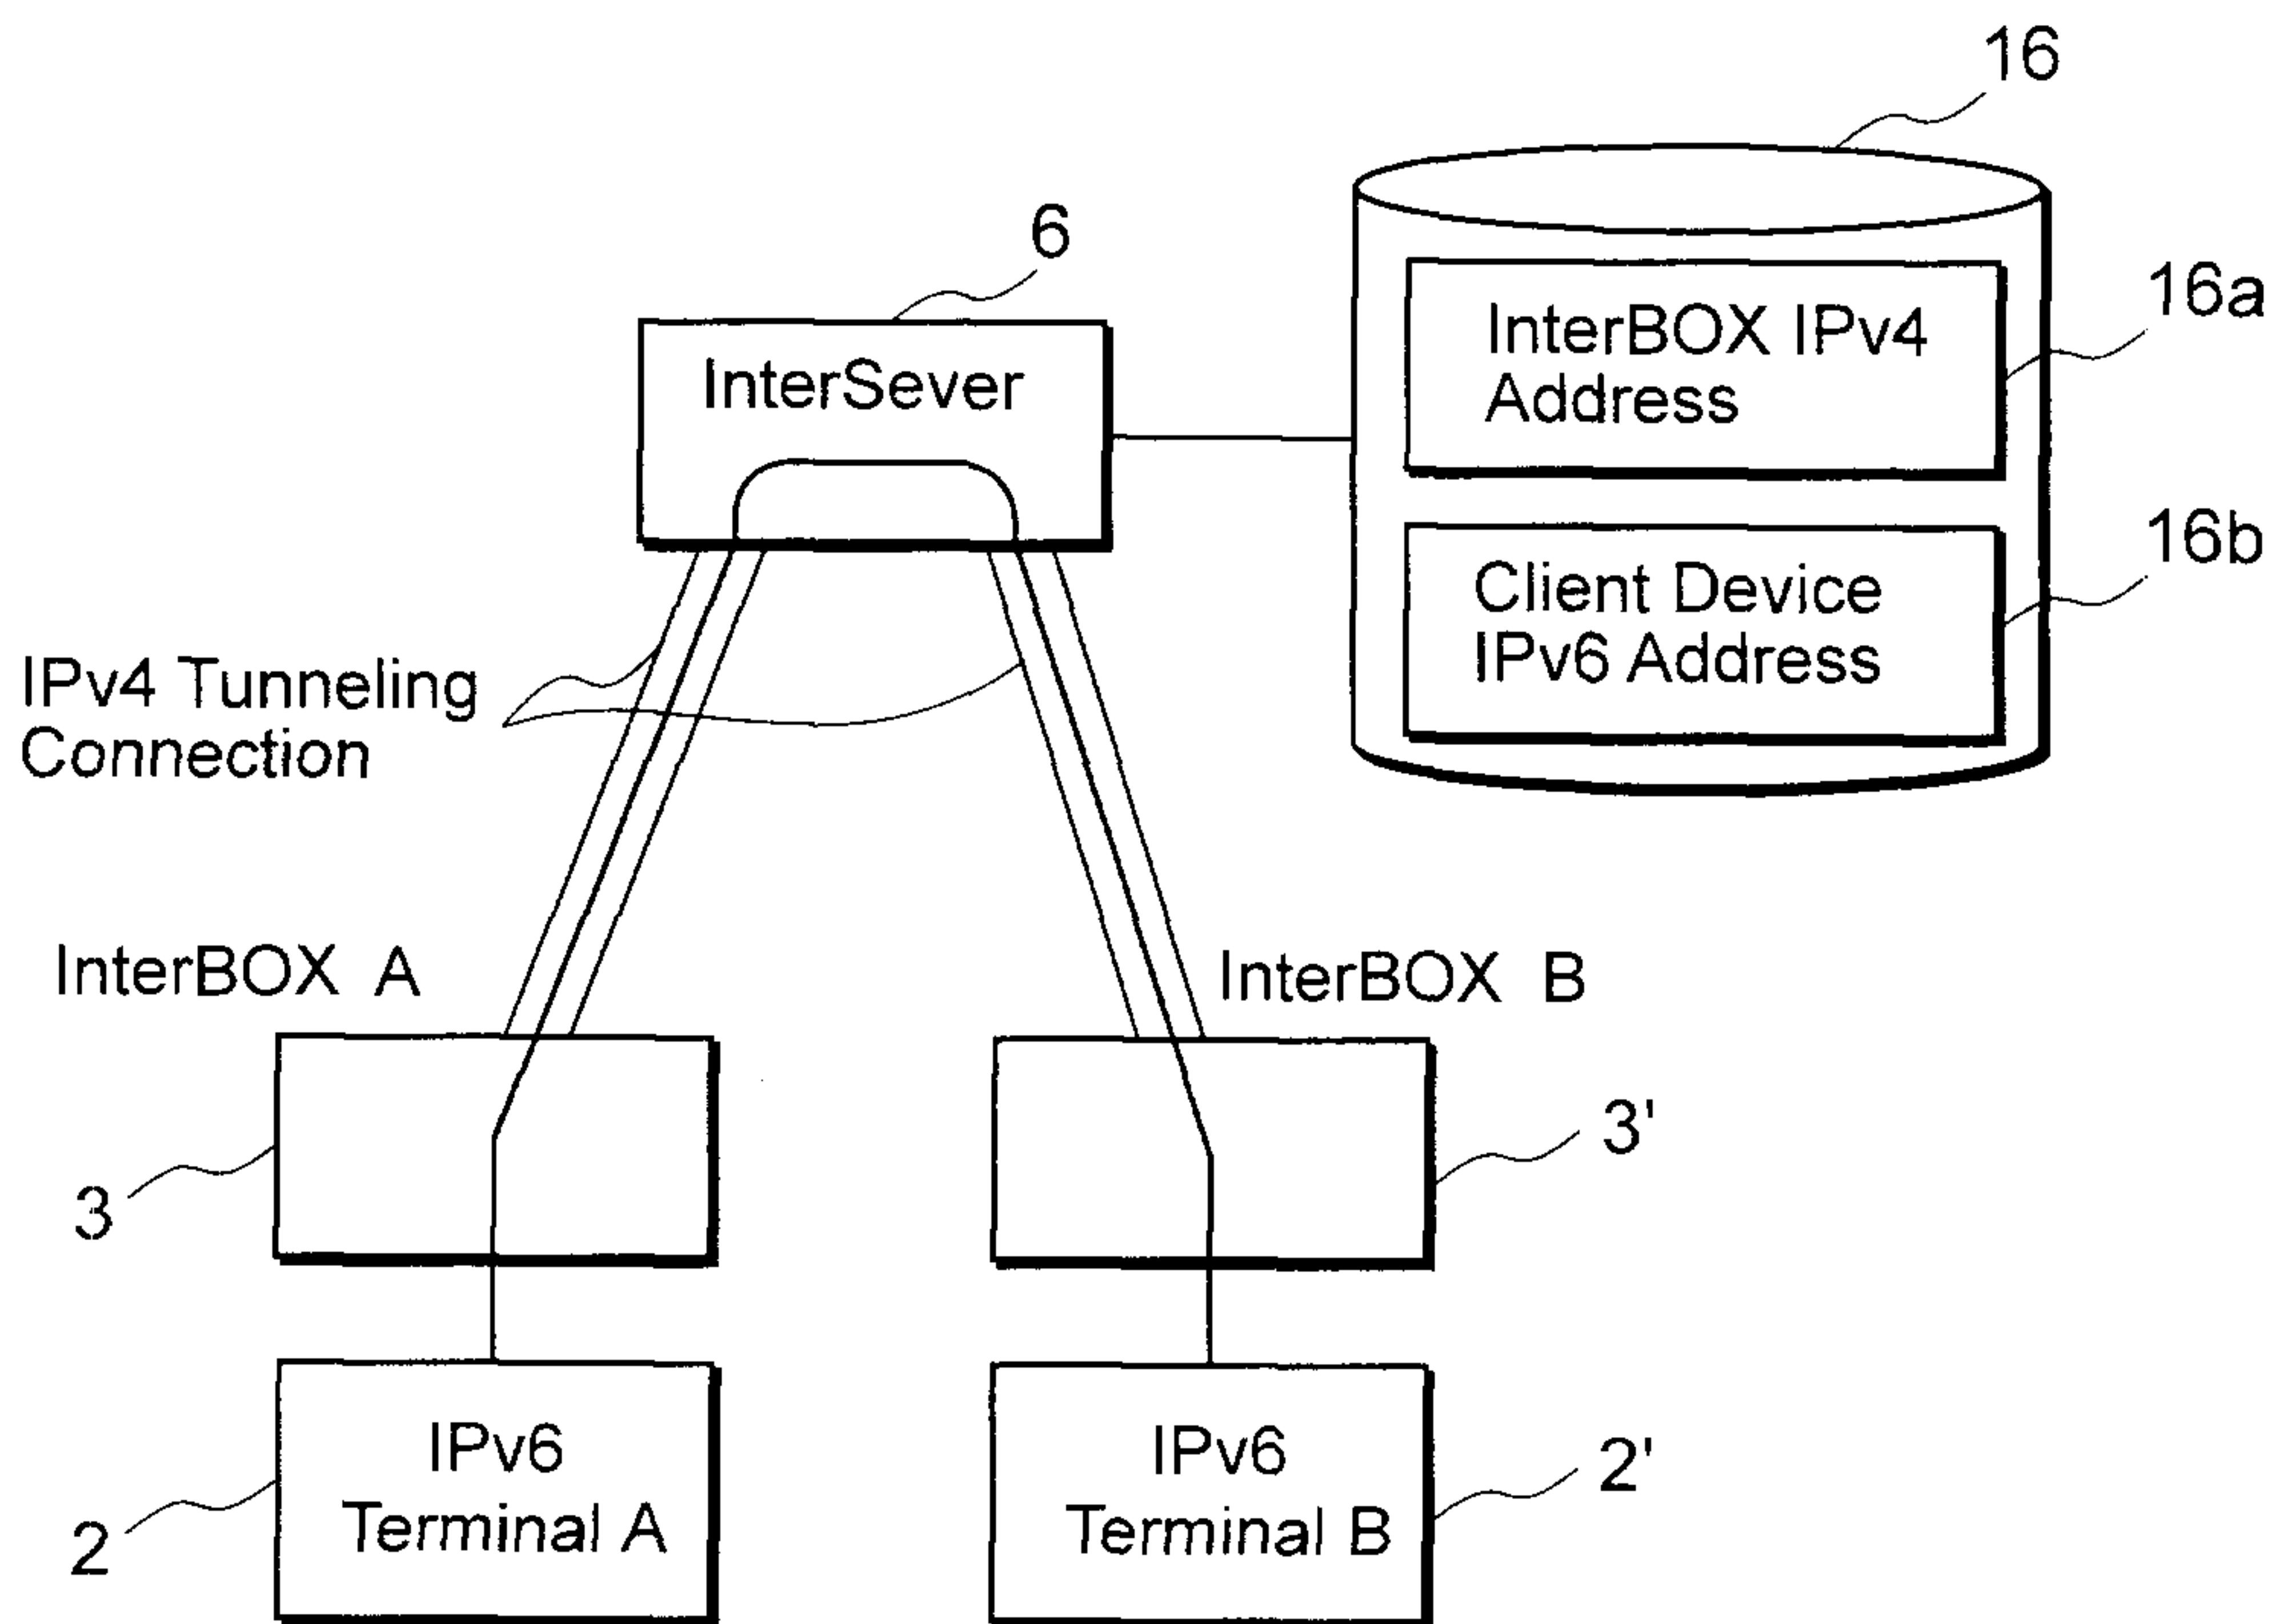 16
6
InterBOX IPv4
Address
16a
InterSever
Client Device
IPv6 Address
16b
IPv4 Tunneling
Connection
InterBOX A
InterBOX B
3
3'
IPv6
Terminal A
2
IPv6
Terminal B
2'